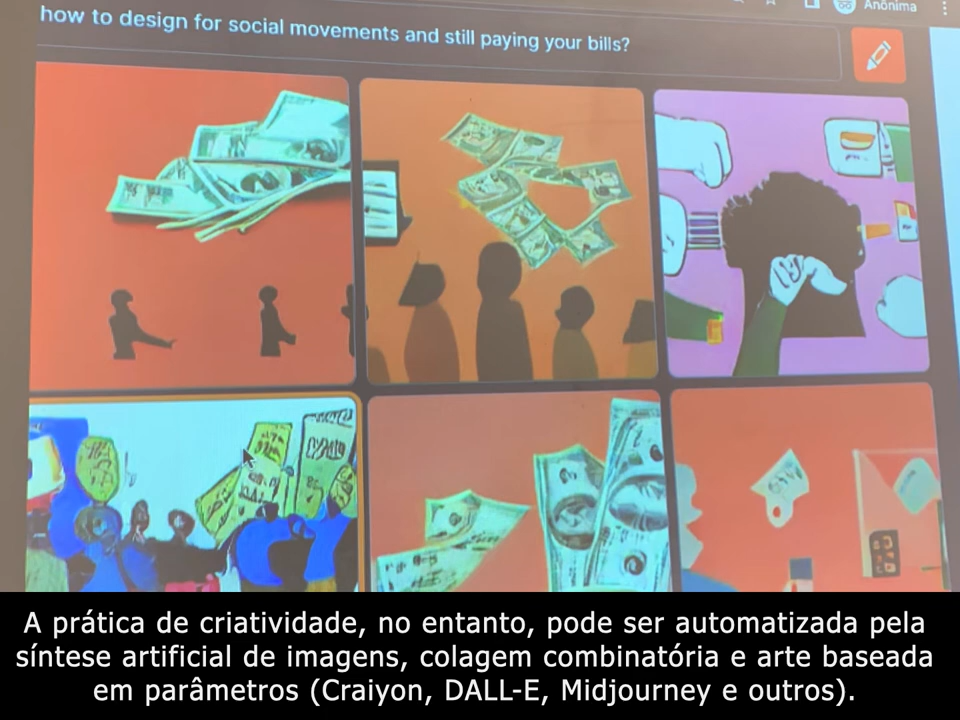 Anônima
how to design for social movements and still paying your bills?
A prática de criatividade, no entanto, pode ser automatizada pela
síntese artificial de imagens, colagem combinatória e arte baseada
em parâmetros (Craiyon, DALL-E, Midjourney e outros).